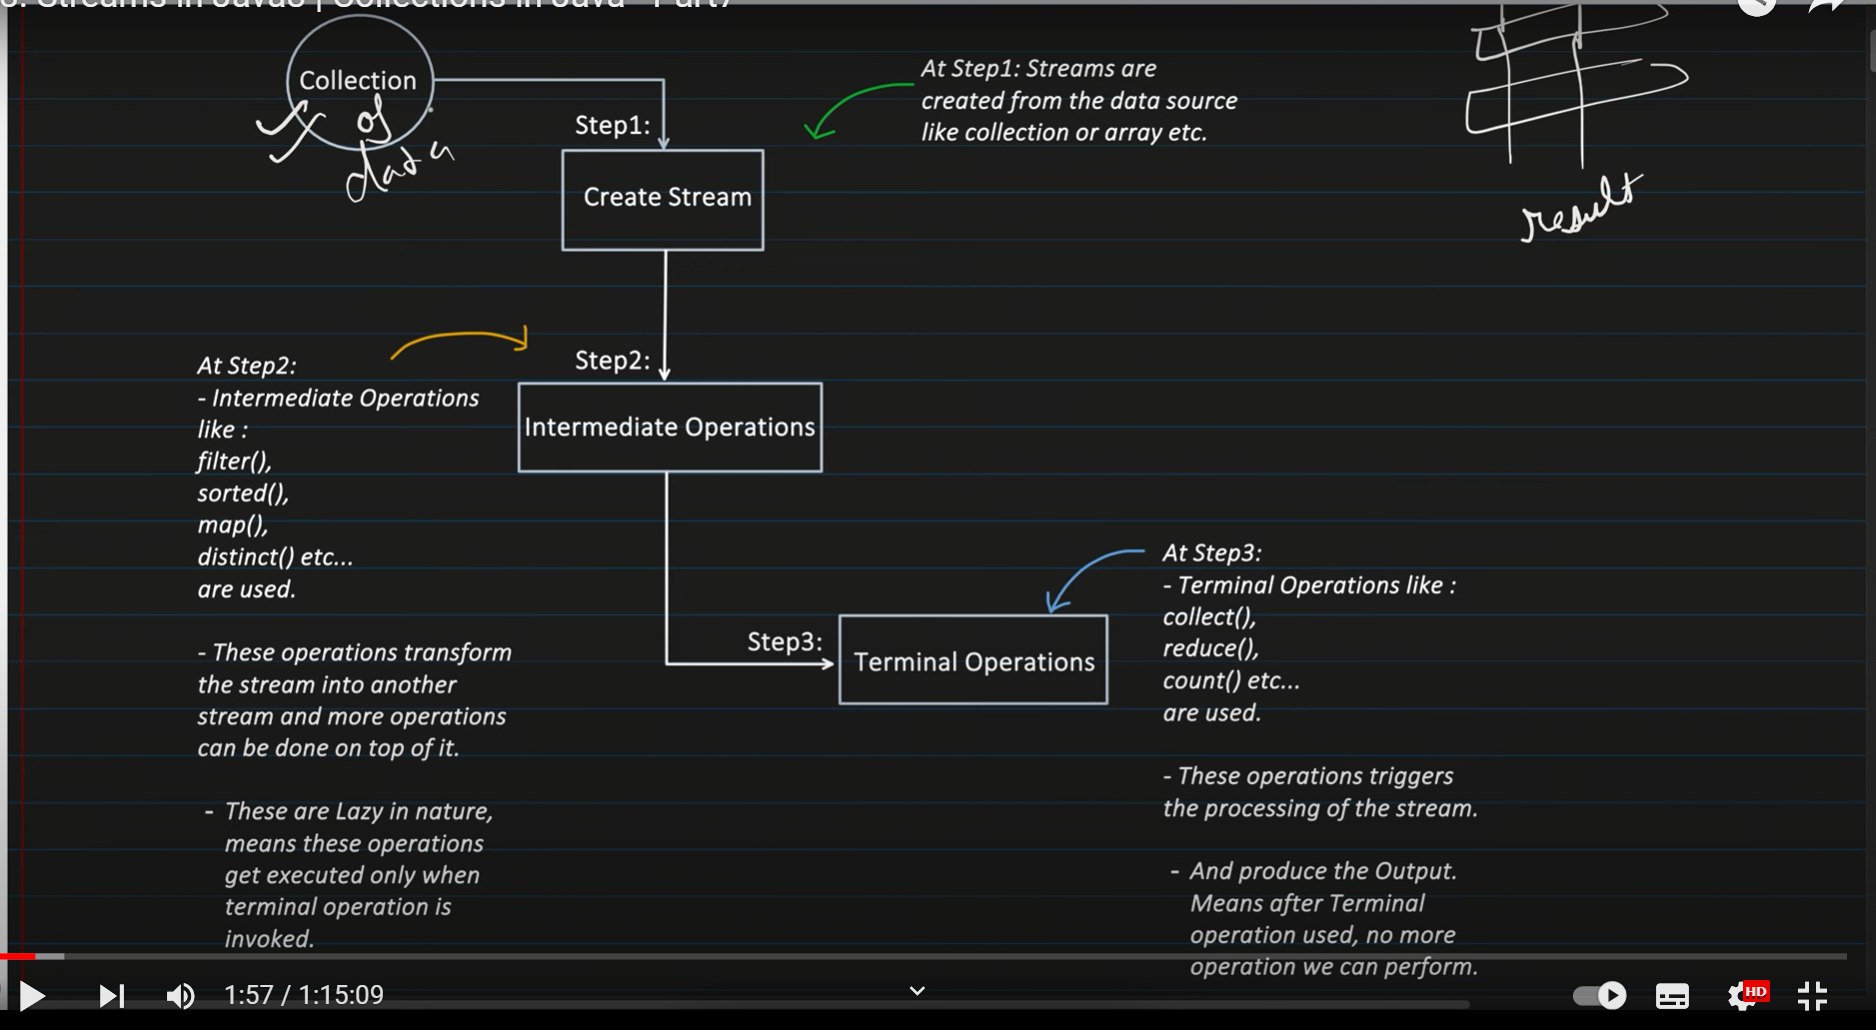 8. Streams in Java8 | Collections in Java - Part7
Collection
of
data
Step1:
Create Stream
At Step1: Streams are
created from the data source
like collection or array etc.
result
At Step2:
- Intermediate Operations
like :
filter(),
sorted(),
map(),
distinct() etc...
are used.
- These operations transform
the stream into another
stream and more operations
can be done on top of it.
- These are Lazy in nature,
means these operations
get executed only when
terminal operation is
invoked.
Step2:
Intermediate Operations
Step3:
Terminal Operations
At Step3:
- Terminal Operations like :
collect(),
reduce(),
count() etc...
are used.
- These operations triggers
the processing of the stream.
- And produce the Output.
Means after Terminal
operation used, no more
operation we can perform.
1:57 / 1:15:09
HD